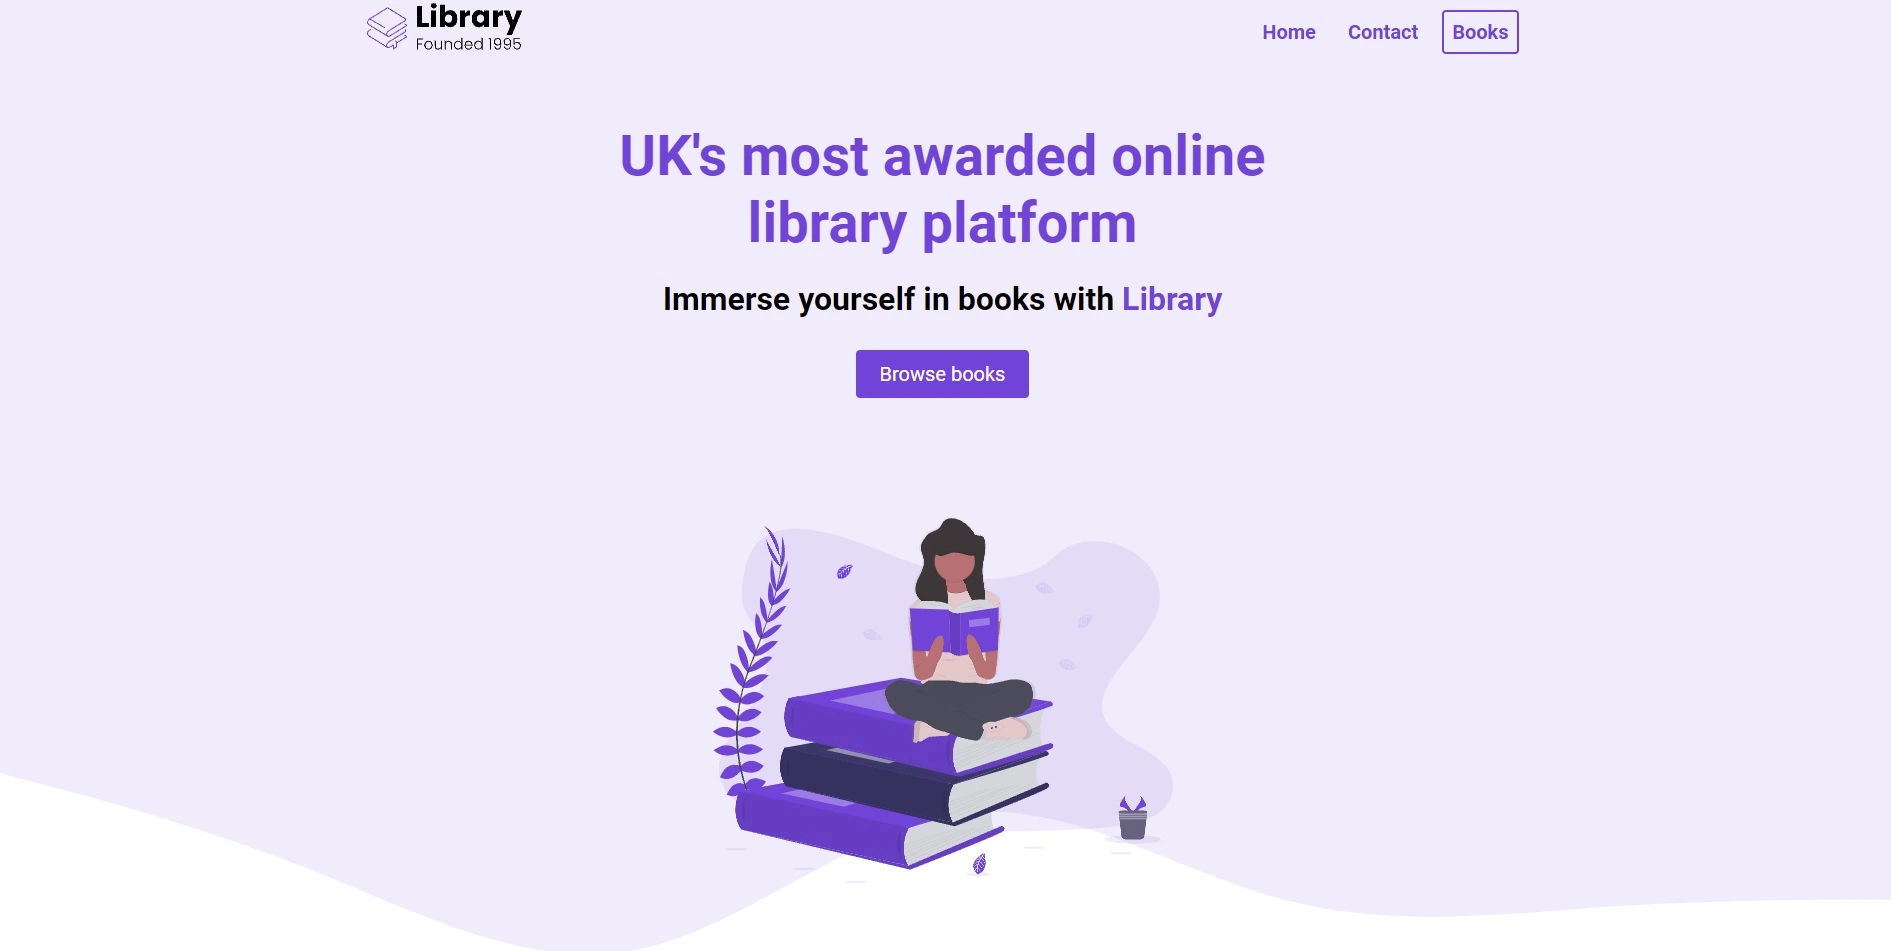 Library
Founded 1995
Home Contact Books
UK's most awarded online
library platform
Immerse yourself in books with Library
Browse books